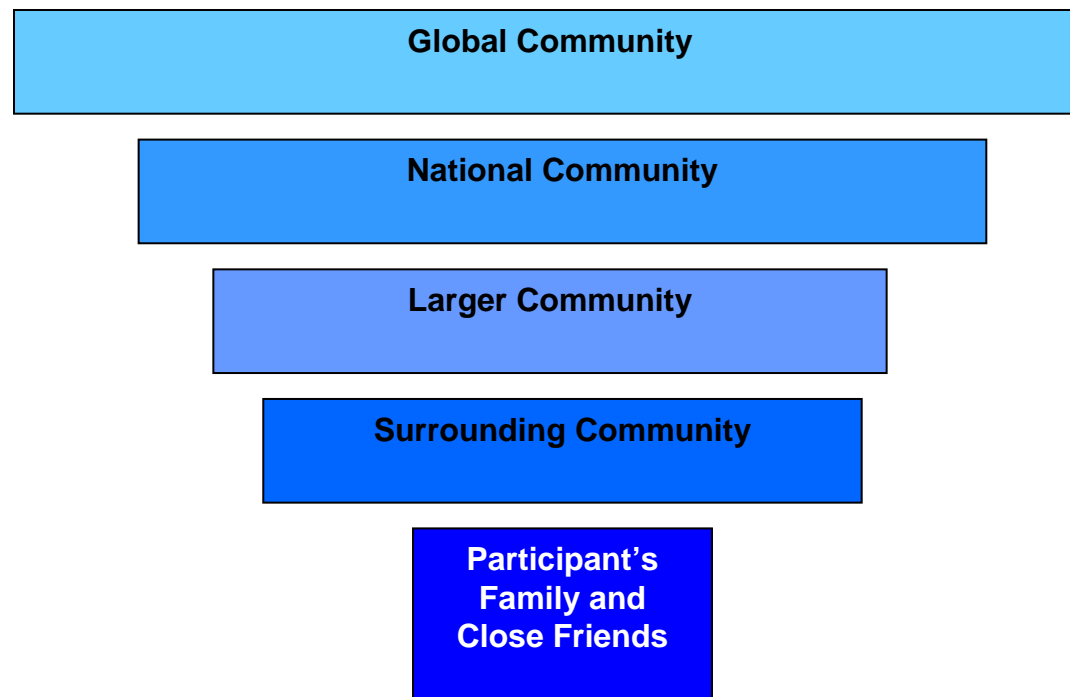 Global Community
National Community
Larger Community
Surrounding Community
Participant’s
Family and
Close Friends